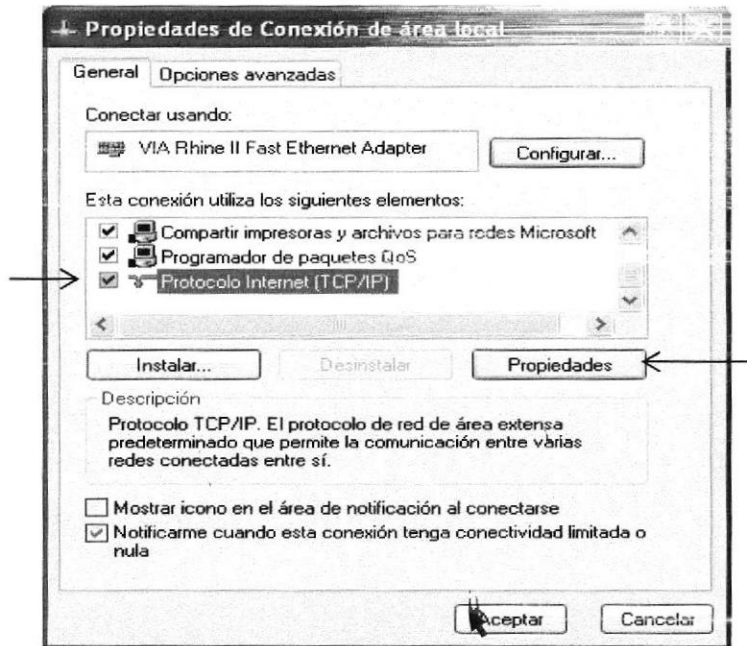 Propiedades de Conexión de área local
General
Opciones avanzadas
Conectar usando:
VIA Rhine II Fast Ethernet Adapter
Configurar...
Esta conexión utiliza los siguientes elementos:
Compartir impresoras y archivos para redes Microsoft
Programador de paquetes QoS
Protocolo Internet (TCP/IP)
Instalar...
Desinstalar
Propiedades
Descripción
Protocolo TCP/IP. El protocolo de red de área extensa
predeterminado que permite la comunicación entre varias
redes conectadas entre sí.
Mostrar icono en el área de notificación al conectarse
Notificarme cuando esta conexión tenga conectividad limitada o
nula
Aceptar
Cancelar